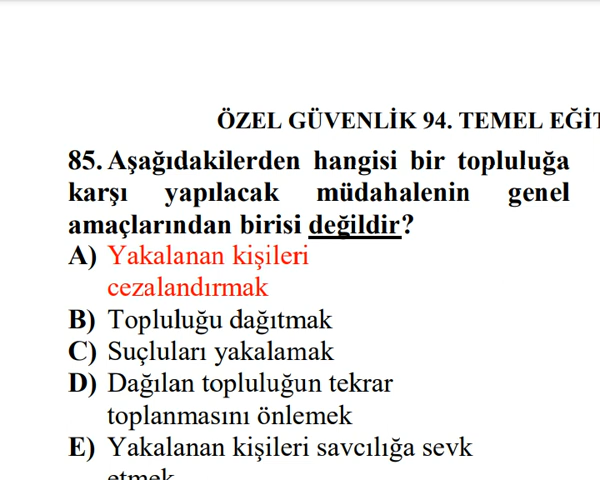 ÖZEL GÜVENLİK 94. TEMEL EĞİT
85. Aşağıdakilerden hangisi bir topluluğa
karşı yapılacak müdahalenin genel
amaçlarından birisi değildir?
A) Yakalanan kişileri
cezalandırmak
B) Topluluğu dağıtmak
C) Suçluları yakalamak
D) Dağılan topluluğun tekrar
toplanmasını önlemek
E) Yakalanan kişileri savcılığa sevk
etmek